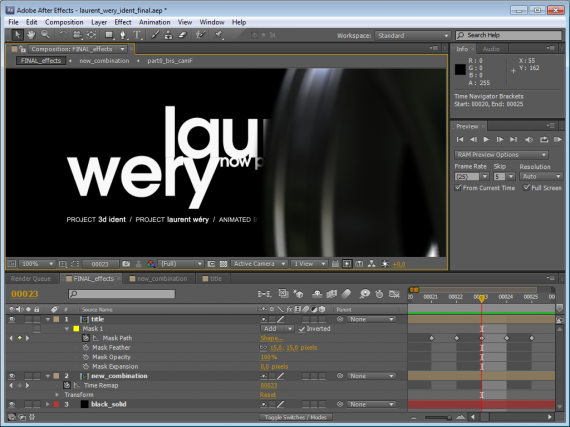 Adobe After Effects - laurent_wery_ident_final.aep *
File Edit Composition Layer Effect Animation View Window Help
Workspace: Standard Search Help
Composition: FINAL_effects
FINAL_effects new_combination part0_bis_camF
Info Audio
R : 0 X : 55
G : 0 Y : 162
B : 0
A : 255
Time Navigator Brackets
Start: 00020, End: 00025
Preview
RAM Preview Options
Frame Rate Skip Resolution
(25) 5 Auto
From Current Time Full Screen
lau
wery now p
PROJECT 3d ident / PROJECT laurent wéry / ANIMATED
100% 00023 (Full) Active Camera 1 View +0,0
Render Queue FINAL_effects new_combination title
00023
00021 00022 00023 00024 00025
# Source Name Parent
1 title None
Mask 1 Add Inverted
Mask Path Shape...
Mask Feather 15,0, 15,0 pixels
Mask Opacity 100%
Mask Expansion 0,0 pixels
2 new_combination None
Time Remap 00023
Transform Reset
3 black_solid None
Toggle Switches / Modes